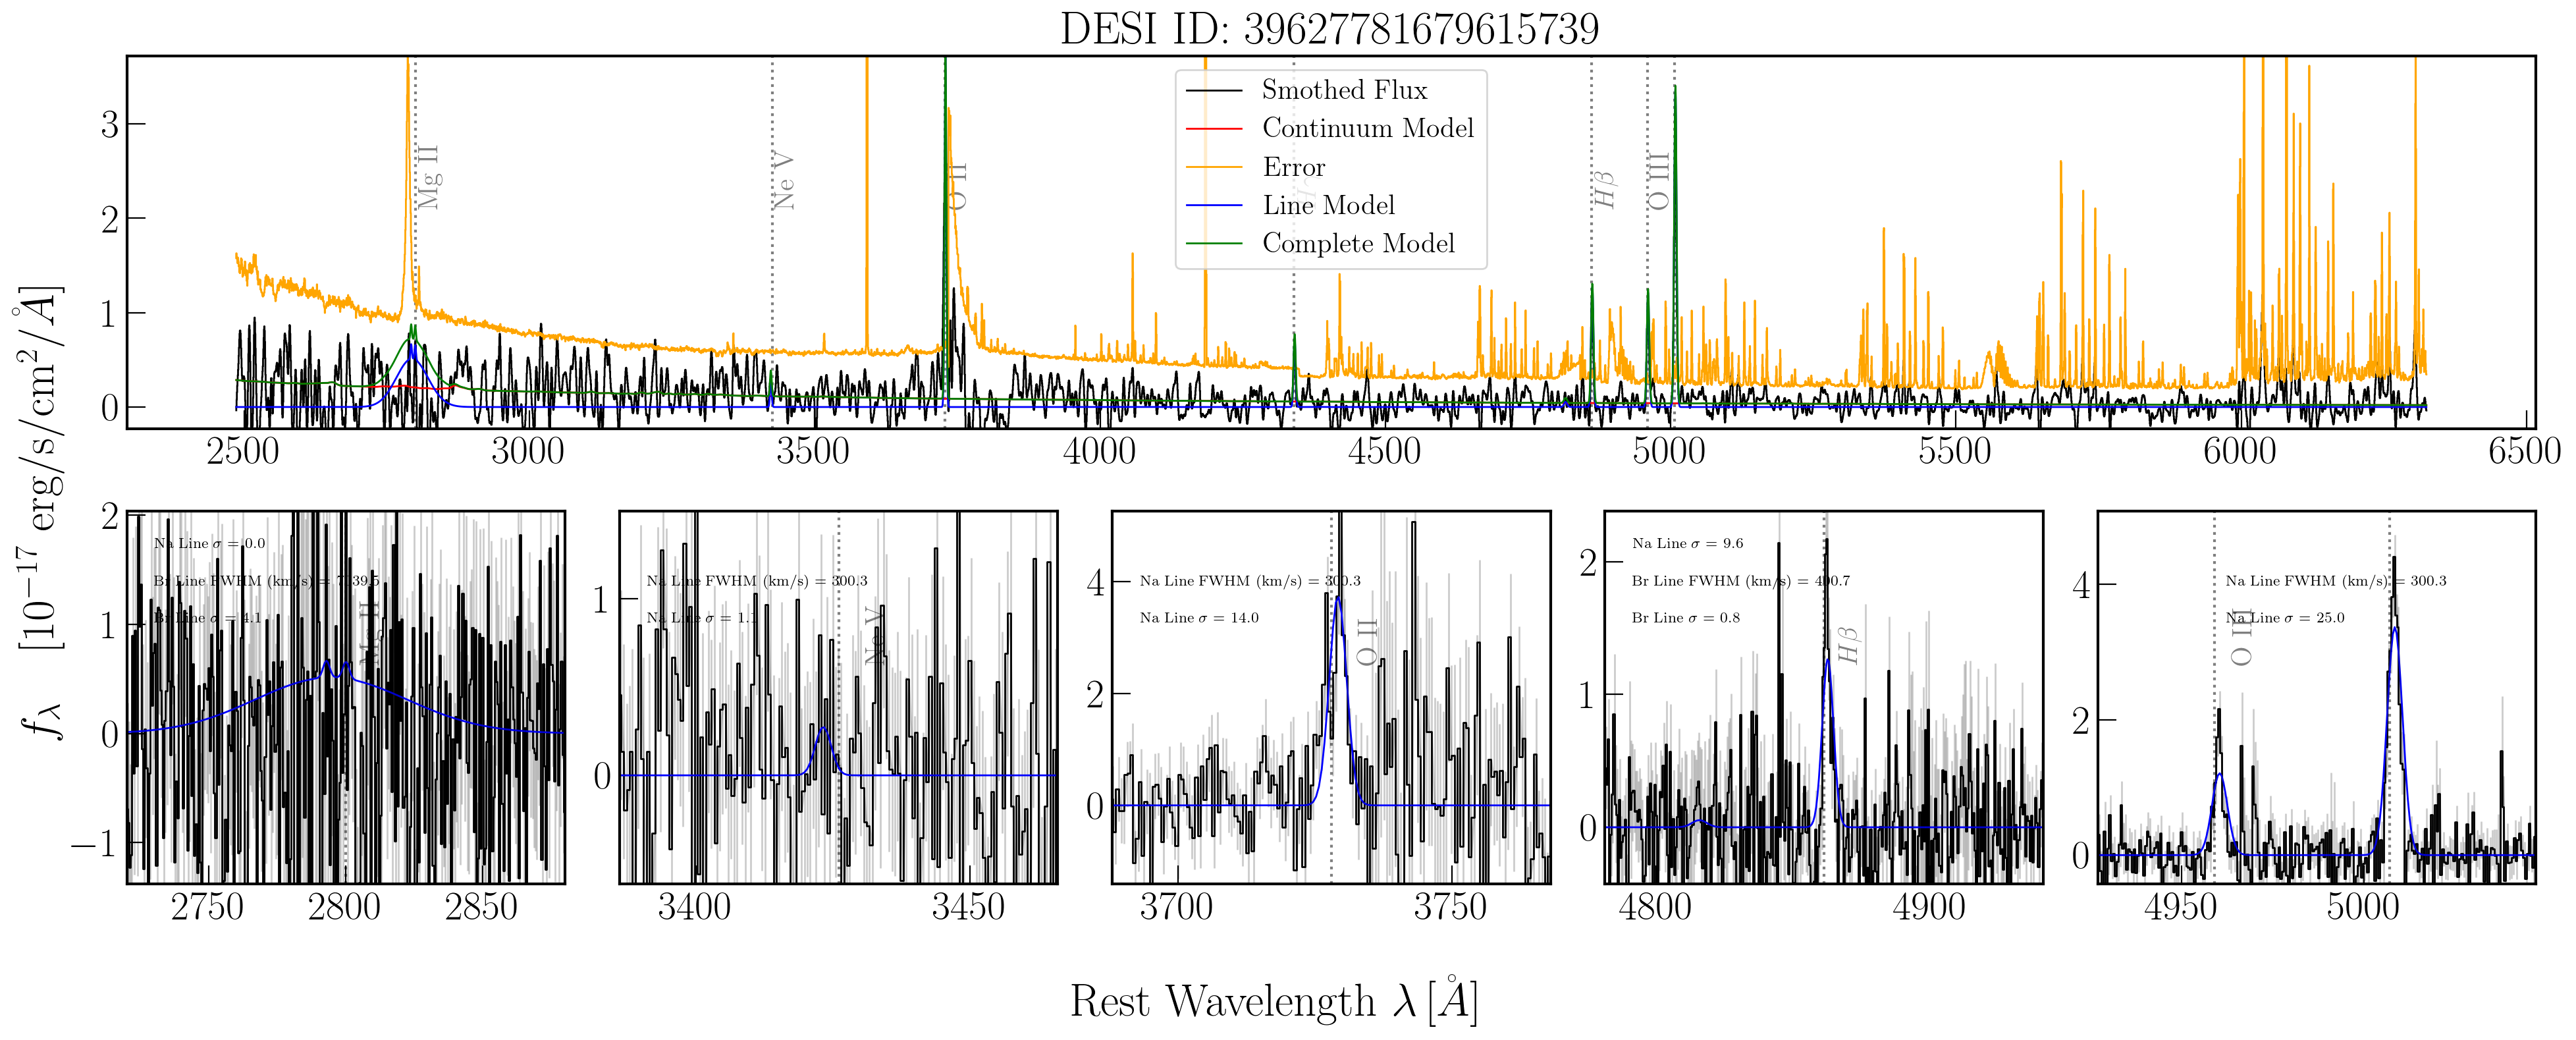 DESI ID: 39627781679615739
Smothed Flux
Continuum Model
Error
Line Model
Complete Model
Mg II
Ne V
O II
Hβ
O III
3
2
1
0
2500 3000 3500 4000 4500 5000 5500 6000 6500
f_λ [10^{-17} erg/s/cm^2/Å]
2
1
0
−1
Na Line σ = 0.0
Br Line σ = 4.1
Mg II
2750 2800 2850
1
0
Na Line FWHM (km/s) = 300.3
Na Line σ = 1.1
Ne V
3400 3450
4
2
0
Na Line FWHM (km/s) = 300.3
Na Line σ = 14.0
O II
3700 3750
2
1
0
Na Line σ = 9.6
Br Line FWHM (km/s) = 400.7
Br Line σ = 0.8
Hβ
4800 4900
4
2
0
Na Line FWHM (km/s) = 300.3
Na Line σ = 25.0
O III
4950 5000
Rest Wavelength λ [Å]